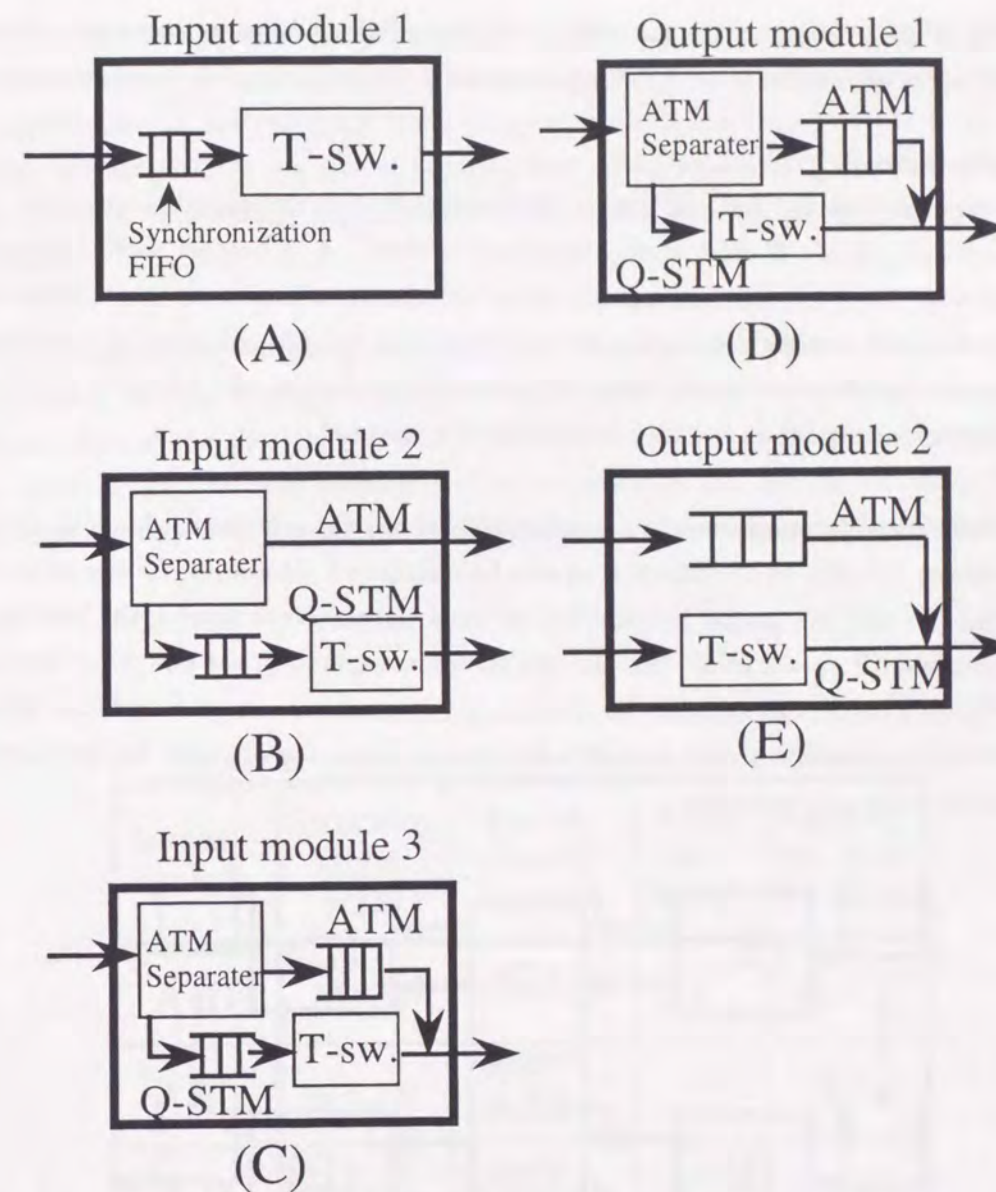 Input module 1
T-sw.
Synchronization
FIFO
(A)
Output module 1
ATM
Separater
ATM
T-sw.
Q-STM
(D)
Input module 2
ATM
Separater
ATM
Q-STM
T-sw.
(B)
Output module 2
ATM
T-sw.
Q-STM
(E)
Input module 3
ATM
Separater
ATM
T-sw.
Q-STM
(C)